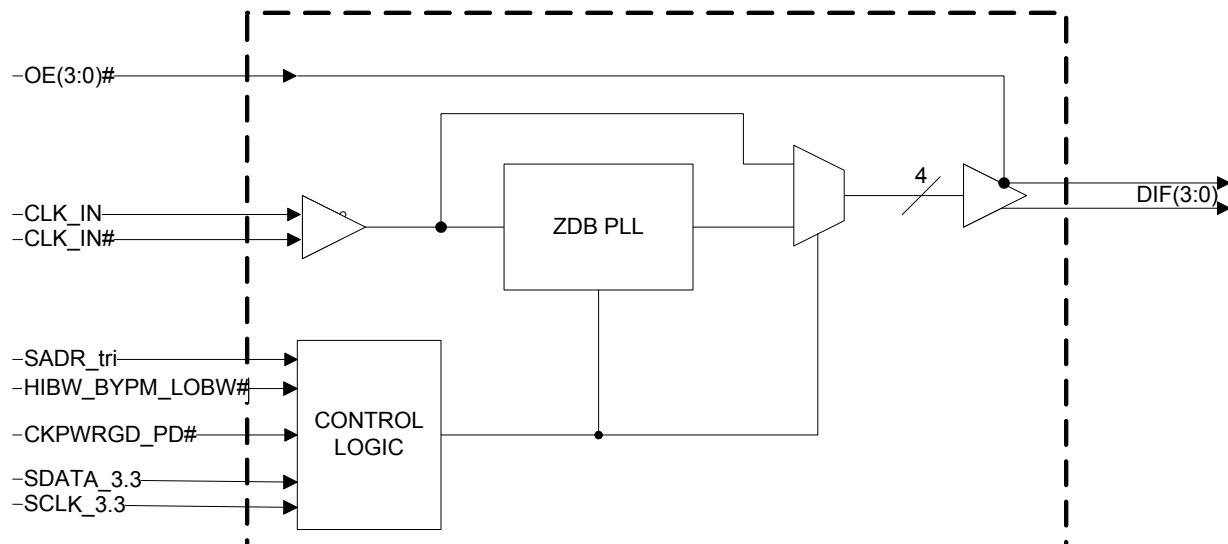 OE(3:0)#
4
DIF(3:0)
CLK_IN
CLK_IN#
ZDB PLL
SADR_tri
HIBW_BYPM_LOBW#
CKPWRGD_PD#
SDATA_3.3
SCLK_3.3
CONTROL
LOGIC